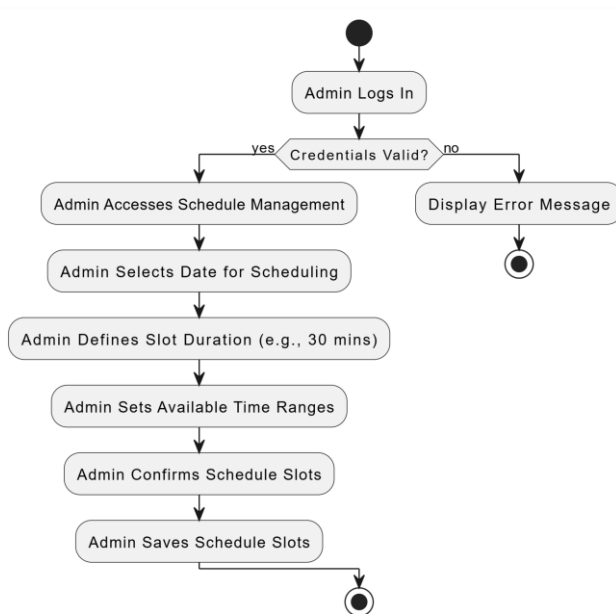 Admin Logs In
yes
Credentials Valid?
no
Admin Accesses Schedule Management
Display Error Message
Admin Selects Date for Scheduling
Admin Defines Slot Duration (e.g., 30 mins)
Admin Sets Available Time Ranges
Admin Confirms Schedule Slots
Admin Saves Schedule Slots